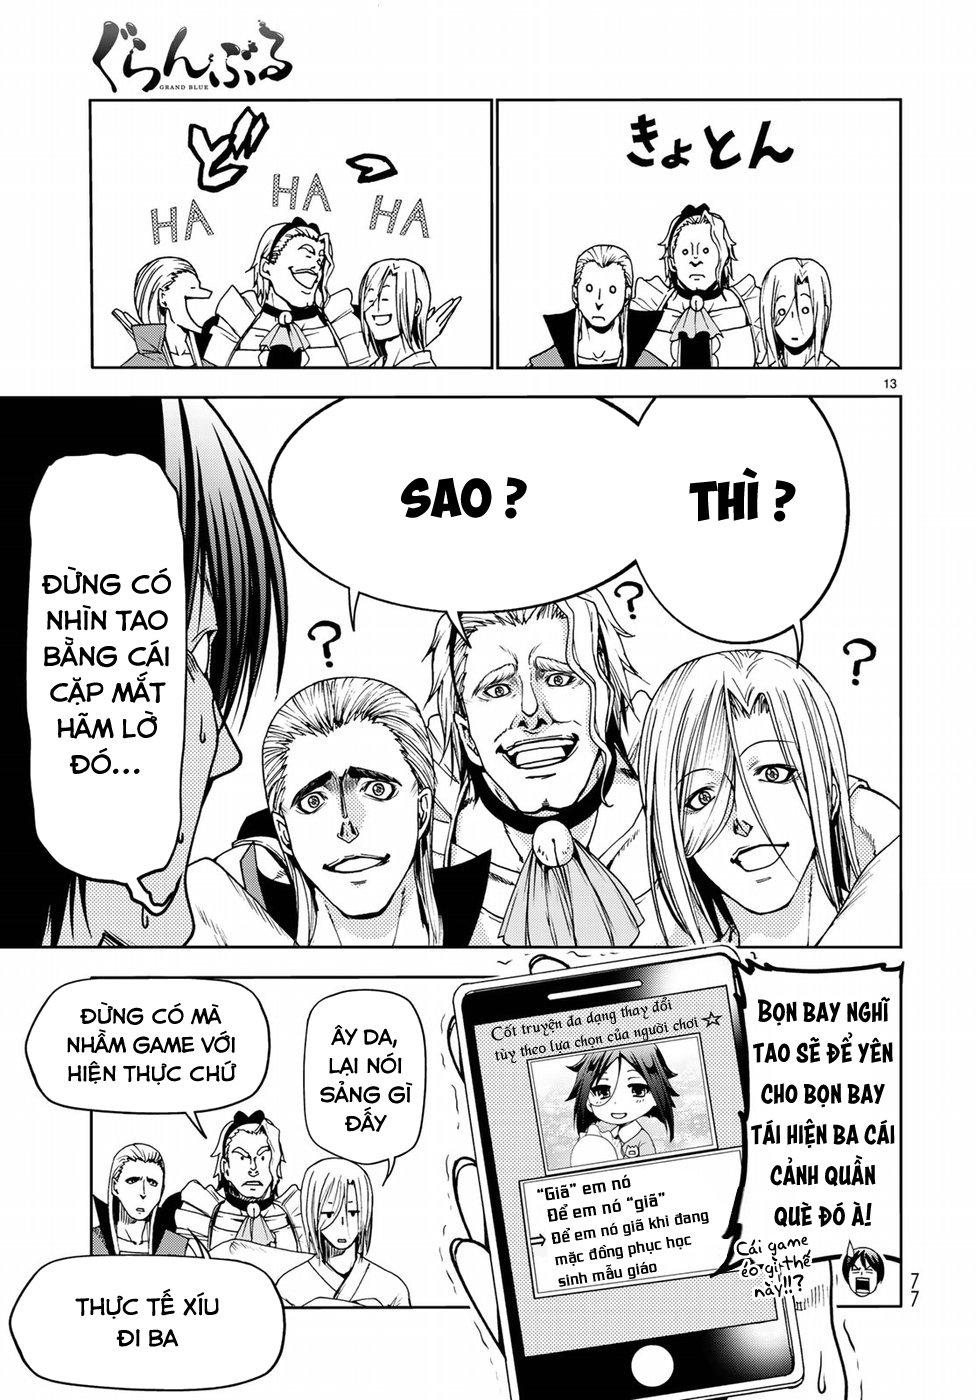 ぐらんぶる
GRAND BLUE
きょとん
ど
っ
HA
HA
HA
13
THÌ ?
SAO ?
ĐỪNG CÓ
NHÌN TAO
BẰNG CÁI
CẶP MẮT
HÃM LỜ
ĐÓ...
?
?
?
BỌN BAY NGHĨ
TAO SẼ ĐỂ YÊN
CHO BỌN BAY
TÁI HIỆN BA CÁI
CẢNH QUẦN
QUÈ ĐÓ À!
Cái game
éo gì thế
này!!?
Cốt truyện đa dạng thay đổi
tùy theo lựa chọn của người chơi ☆
“Giã” em nó
Để em nó “giã”
⇒ Để em nó giã khi đang
mặc đồng phục học
sinh mẫu giáo
ÂY DA,
LẠI NÓI
SẢNG GÌ
ĐẤY
ĐỪNG CÓ MÀ
NHẦM GAME VỚI
HIỆN THỰC CHỨ
THỰC TẾ XÍU
ĐI BA
77